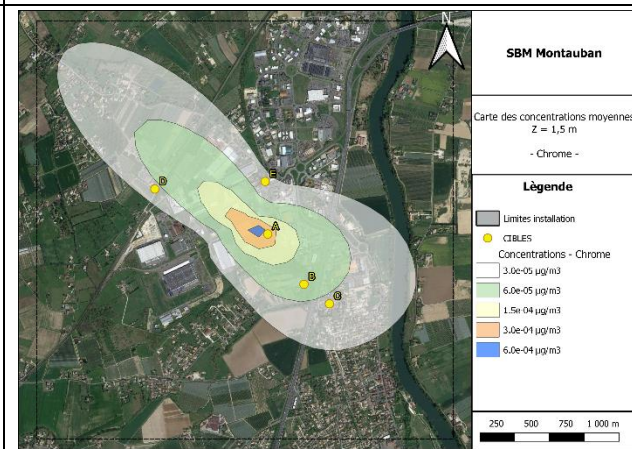 N
D
E
A
B
C
SBM Montauban
Carte des concentrations moyennes
Z = 1,5 m
- Chrome -
Lègende
Limites installation
CIBLES
Concentrations - Chrome
3.0e-05 µg/m3
6.0e-05 µg/m3
1.5e-04 µg/m3
3.0e-04 µg/m3
6.0e-04 µg/m3
250 500 750 1 000 m